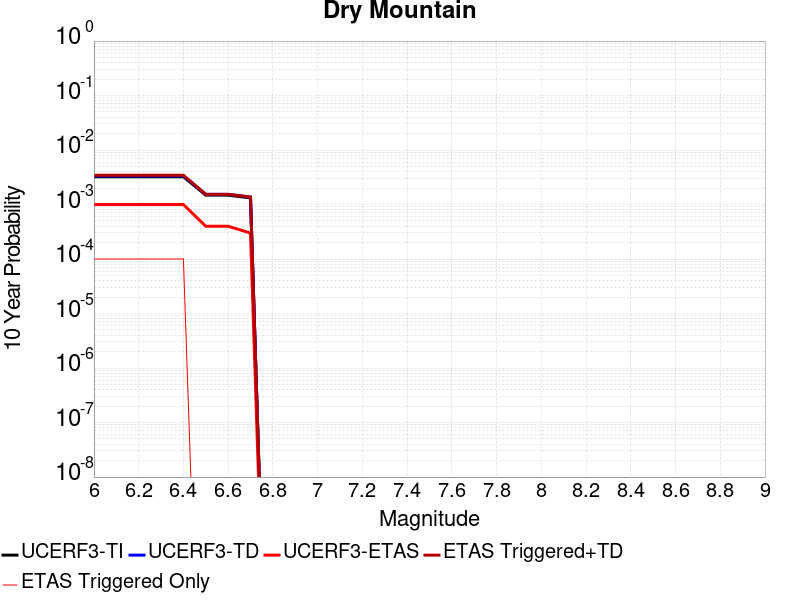 Dry Mountain
10 0
10 -1
10 -2
10 -3
10 -4
10 -5
10 -6
10 -7
10 -8
10 Year Probability
6 6.2 6.4 6.6 6.8 7 7.2 7.4 7.6 7.8 8 8.2 8.4 8.6 8.8 9
Magnitude
UCERF3-TI UCERF3-TD UCERF3-ETAS ETAS Triggered+TD
ETAS Triggered Only